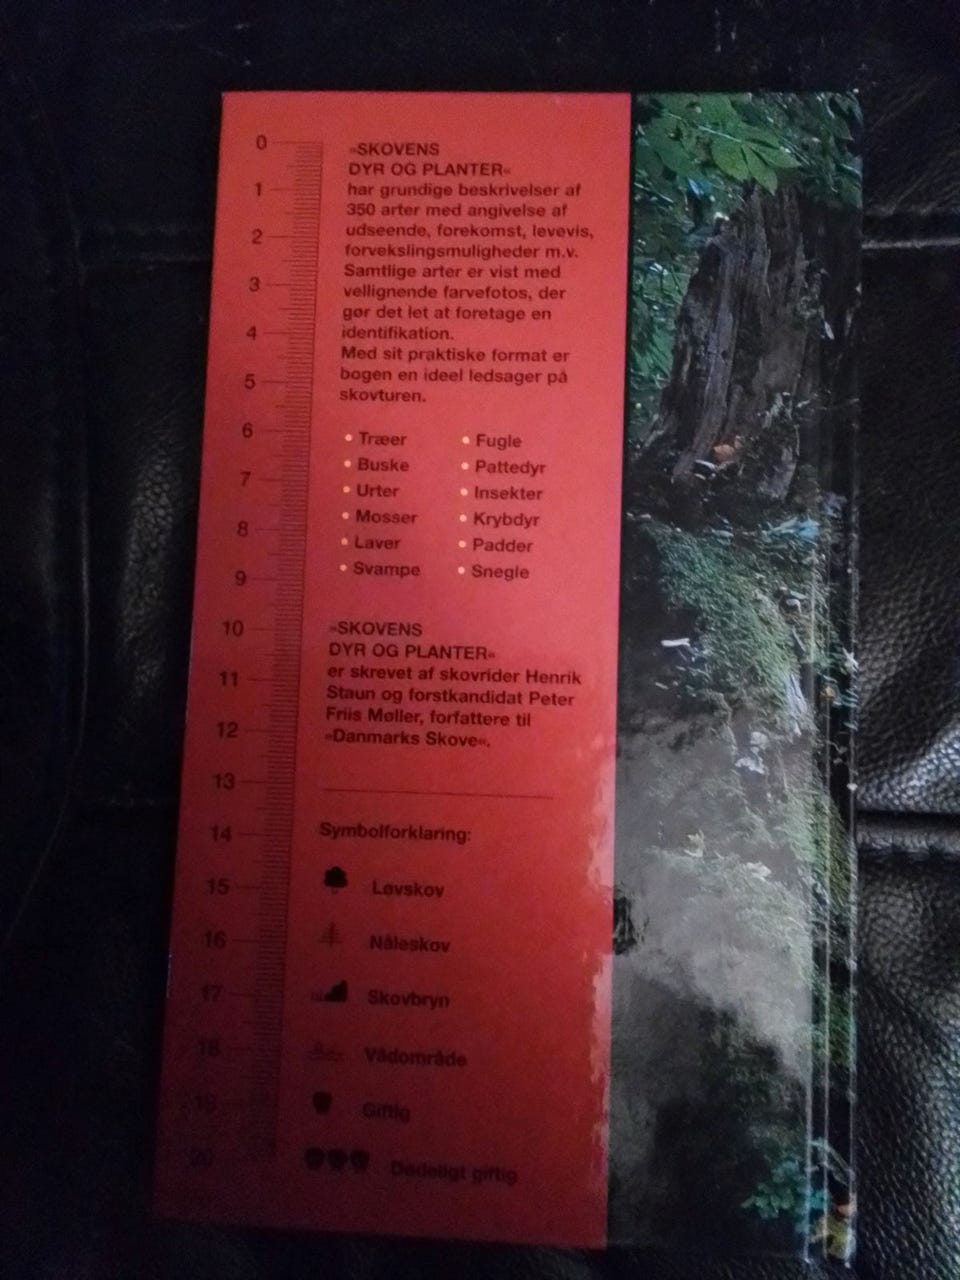 0
1
2
3
4
5
6
7
8
9
10
11
12
13
14
15
16
17
18
19
20
»SKOVENS
DYR OG PLANTER«
har grundige beskrivelser af
350 arter med angivelse af
udseende, forekomst, levevis,
forvekslingsmuligheder m.v.
Samtlige arter er vist med
vellignende farvefotos, der
gør det let at foretage en
identifikation.
Med sit praktiske format er
bogen en ideel ledsager på
skovturen.
• Træer
• Buske
• Urter
• Mosser
• Laver
• Svampe
• Fugle
• Pattedyr
• Insekter
• Krybdyr
• Padder
• Snegle
»SKOVENS
DYR OG PLANTER«
er skrevet af skovrider Henrik
Staun og forstkandidat Peter
Friis Møller, forfattere til
»Danmarks Skove«.
Symbolforklaring:
Løvskov
Nåleskov
Skovbryn
Vådområde
Giftig
Dødeligt giftig